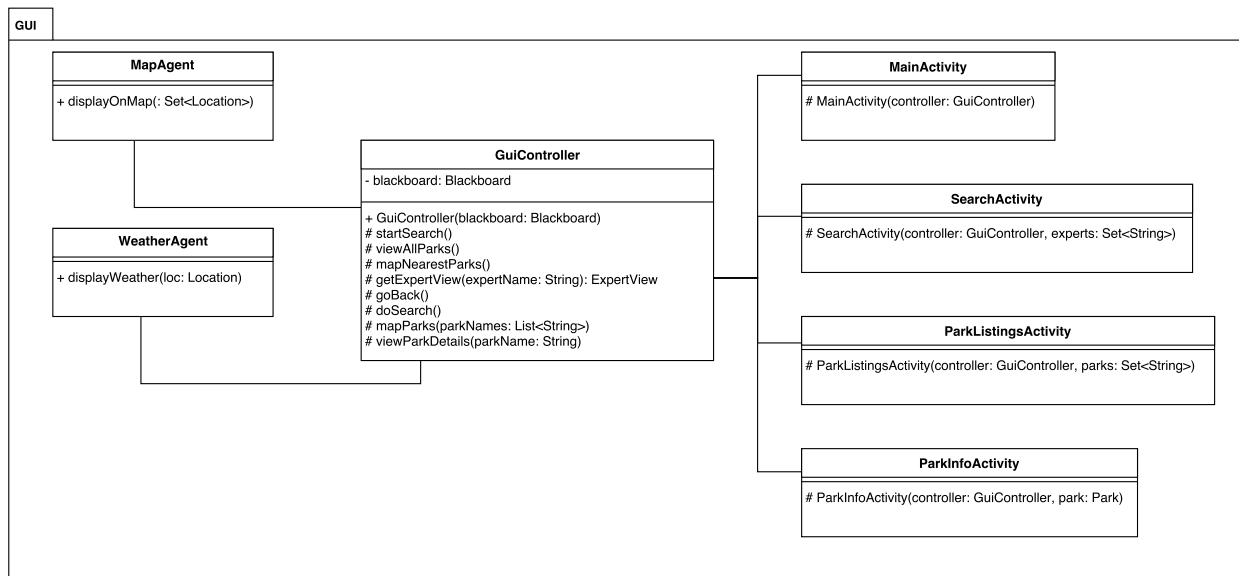 GUI
MapAgent
+ displayOnMap(: Set<Location>)
WeatherAgent
+ displayWeather(loc: Location)
GuiController
- blackboard: Blackboard
+ GuiController(blackboard: Blackboard)
# startSearch()
# viewAllParks()
# mapNearestParks()
# getExpertView(expertName: String): ExpertView
# goBack()
# doSearch()
# mapParks(parkNames: List<String>)
# viewParkDetails(parkName: String)
MainActivity
# MainActivity(controller: GuiController)
SearchActivity
# SearchActivity(controller: GuiController, experts: Set<String>)
ParkListingsActivity
# ParkListingsActivity(controller: GuiController, parks: Set<String>)
ParkInfoActivity
# ParkInfoActivity(controller: GuiController, park: Park)